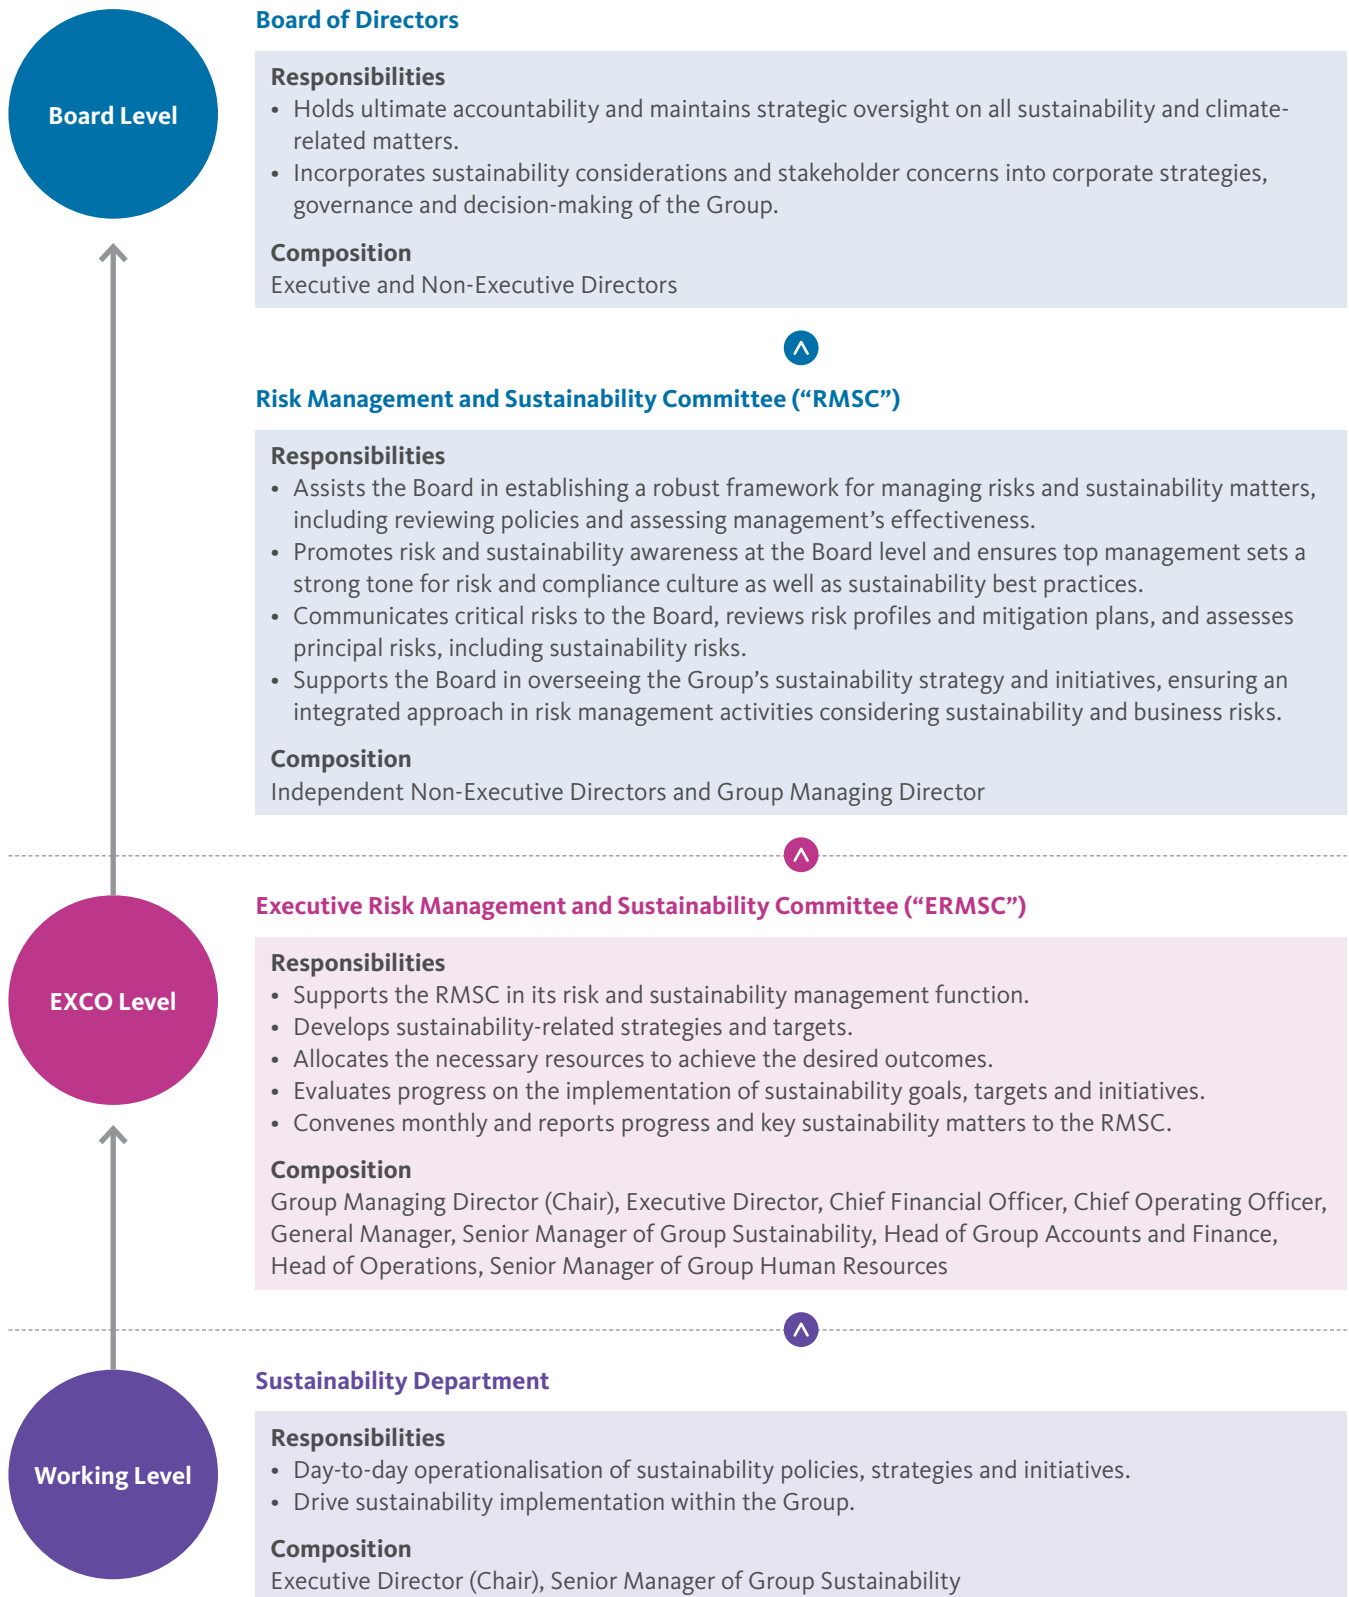 Board Level
Board of Directors
Responsibilities
• Holds ultimate accountability and maintains strategic oversight on all sustainability and climate-
related matters.
• Incorporates sustainability considerations and stakeholder concerns into corporate strategies,
governance and decision-making of the Group.
Composition
Executive and Non-Executive Directors
Risk Management and Sustainability Committee (“RMSC”)
Responsibilities
• Assists the Board in establishing a robust framework for managing risks and sustainability matters,
including reviewing policies and assessing management’s effectiveness.
• Promotes risk and sustainability awareness at the Board level and ensures top management sets a
strong tone for risk and compliance culture as well as sustainability best practices.
• Communicates critical risks to the Board, reviews risk profiles and mitigation plans, and assesses
principal risks, including sustainability risks.
• Supports the Board in overseeing the Group’s sustainability strategy and initiatives, ensuring an
integrated approach in risk management activities considering sustainability and business risks.
Composition
Independent Non-Executive Directors and Group Managing Director
EXCO Level
Executive Risk Management and Sustainability Committee (“ERMSC”)
Responsibilities
• Supports the RMSC in its risk and sustainability management function.
• Develops sustainability-related strategies and targets.
• Allocates the necessary resources to achieve the desired outcomes.
• Evaluates progress on the implementation of sustainability goals, targets and initiatives.
• Convenes monthly and reports progress and key sustainability matters to the RMSC.
Composition
Group Managing Director (Chair), Executive Director, Chief Financial Officer, Chief Operating Officer,
General Manager, Senior Manager of Group Sustainability, Head of Group Accounts and Finance,
Head of Operations, Senior Manager of Group Human Resources
Working Level
Sustainability Department
Responsibilities
• Day-to-day operationalisation of sustainability policies, strategies and initiatives.
• Drive sustainability implementation within the Group.
Composition
Executive Director (Chair), Senior Manager of Group Sustainability